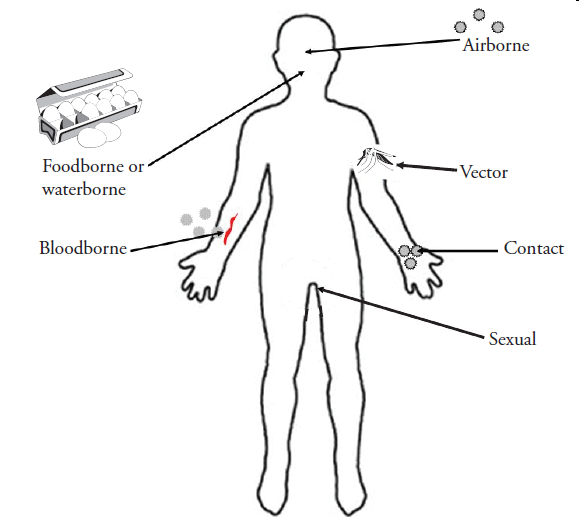 Airborne
Foodborne or
waterborne
Vector
Bloodborne
Contact
Sexual